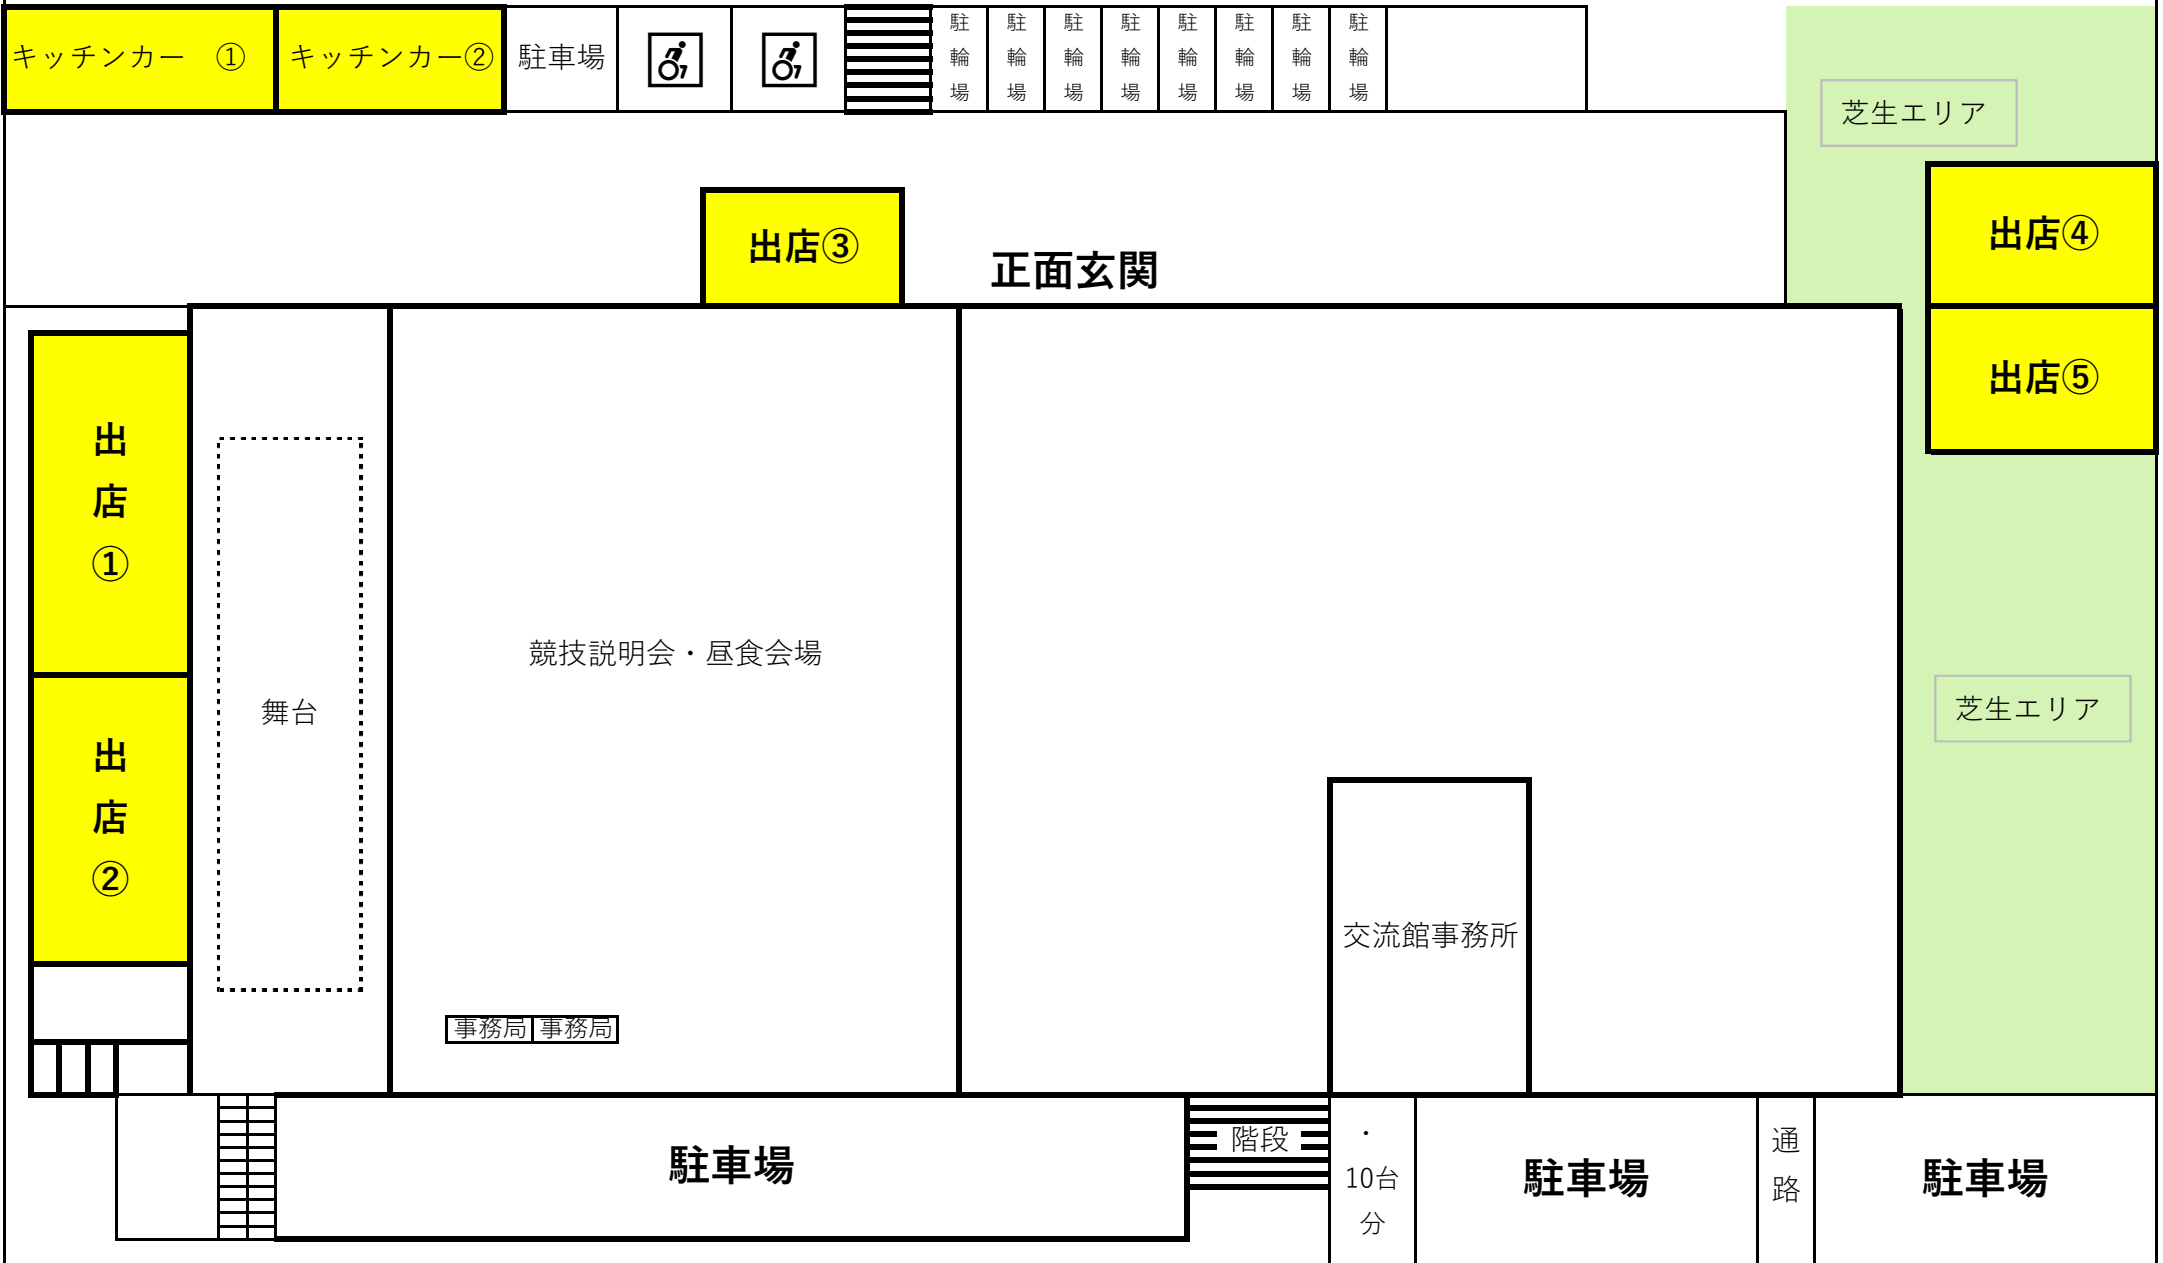 キッチンカー　①
キッチンカー②
駐車場
駐輪場
駐輪場
駐輪場
駐輪場
駐輪場
駐輪場
駐輪場
駐輪場
芝生エリア
出店③
正面玄関
出店④
出店⑤
出店①
出店②
舞台
競技説明会・昼食会場
芝生エリア
交流館事務所
事務局
事務局
駐車場
階段
・
10台
分
駐車場
通路
駐車場